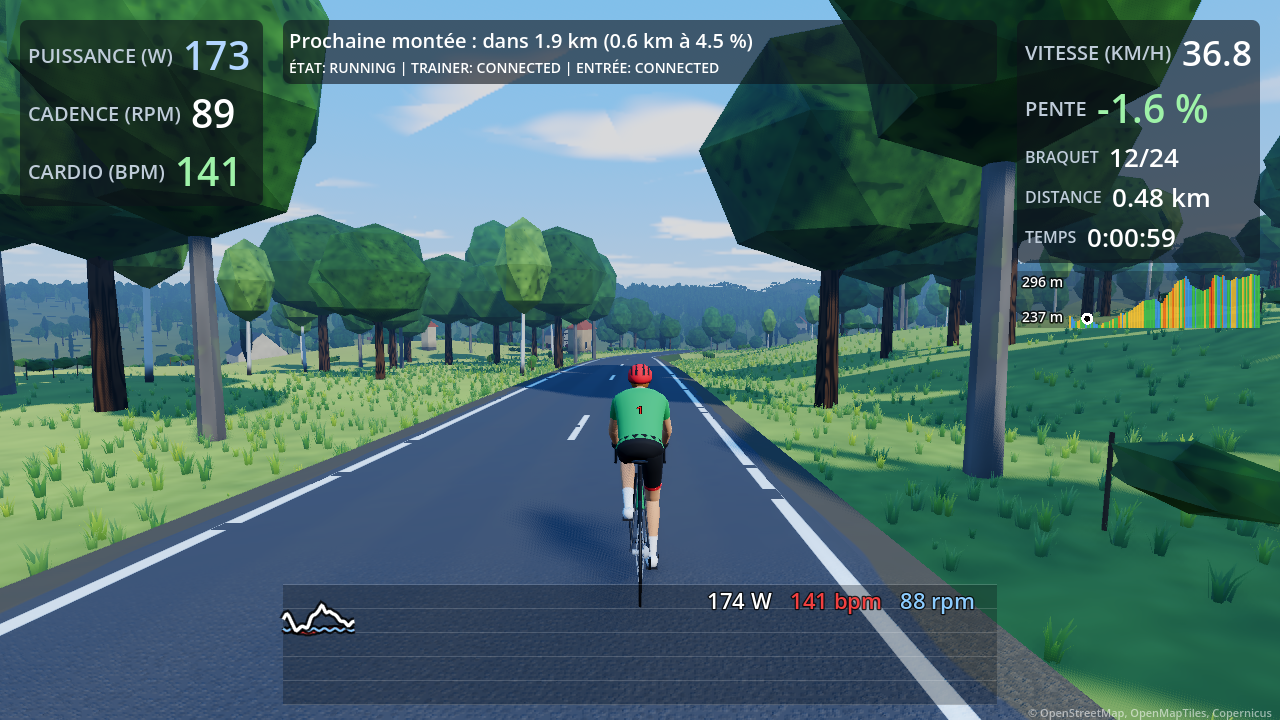 PUISSANCE (W) 173
CADENCE (RPM) 89
CARDIO (BPM) 141
Prochaine montée : dans 1.9 km (0.6 km à 4.5 %)
ÉTAT: RUNNING | TRAINER: CONNECTED | ENTRÉE: CONNECTED
VITESSE (KM/H) 36.8
PENTE -1.6 %
BRAQUET 12/24
DISTANCE 0.48 km
TEMPS 0:00:59
296 m
237 m
1
174 W 141 bpm 88 rpm
© OpenStreetMap, OpenMapTiles, Copernicus